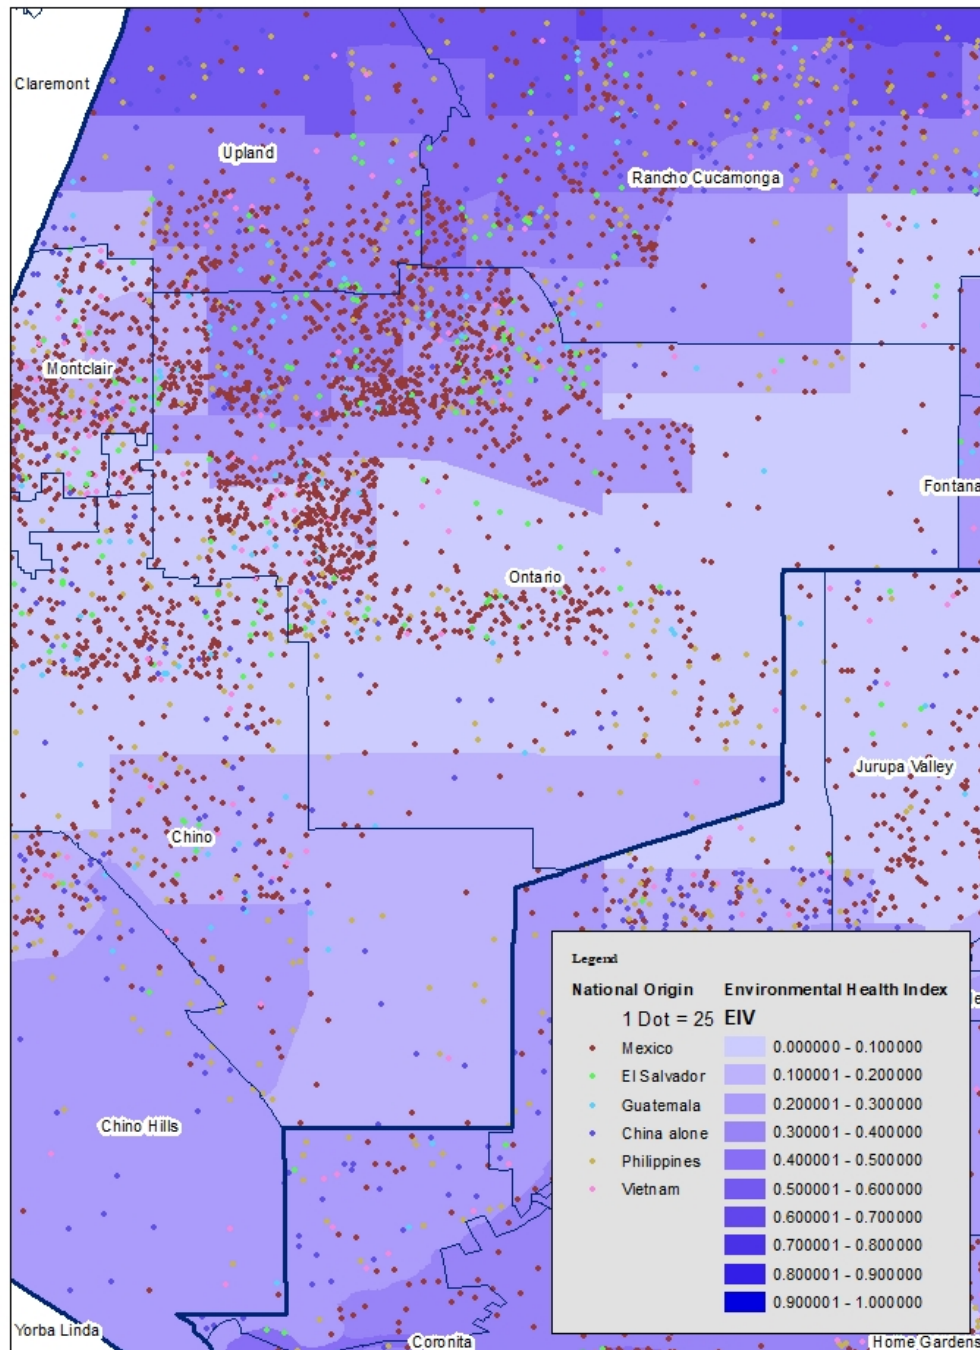 Claremont
Upland
Rancho Cucamonga
Montclair
Fontana
Ontario
Jurupa Valley
Chino
Legend
National Origin Environmental Health Index
1 Dot = 25 EIV
Mexico 0.000000 - 0.100000
El Salvador 0.100001 - 0.200000
Guatemala 0.200001 - 0.300000
China alone 0.300001 - 0.400000
Philippines 0.400001 - 0.500000
Vietnam 0.500001 - 0.600000
0.600001 - 0.700000
0.700001 - 0.800000
0.800001 - 0.900000
0.900001 - 1.000000
Chino Hills
Yorba Linda
Coronita
Home Gardens